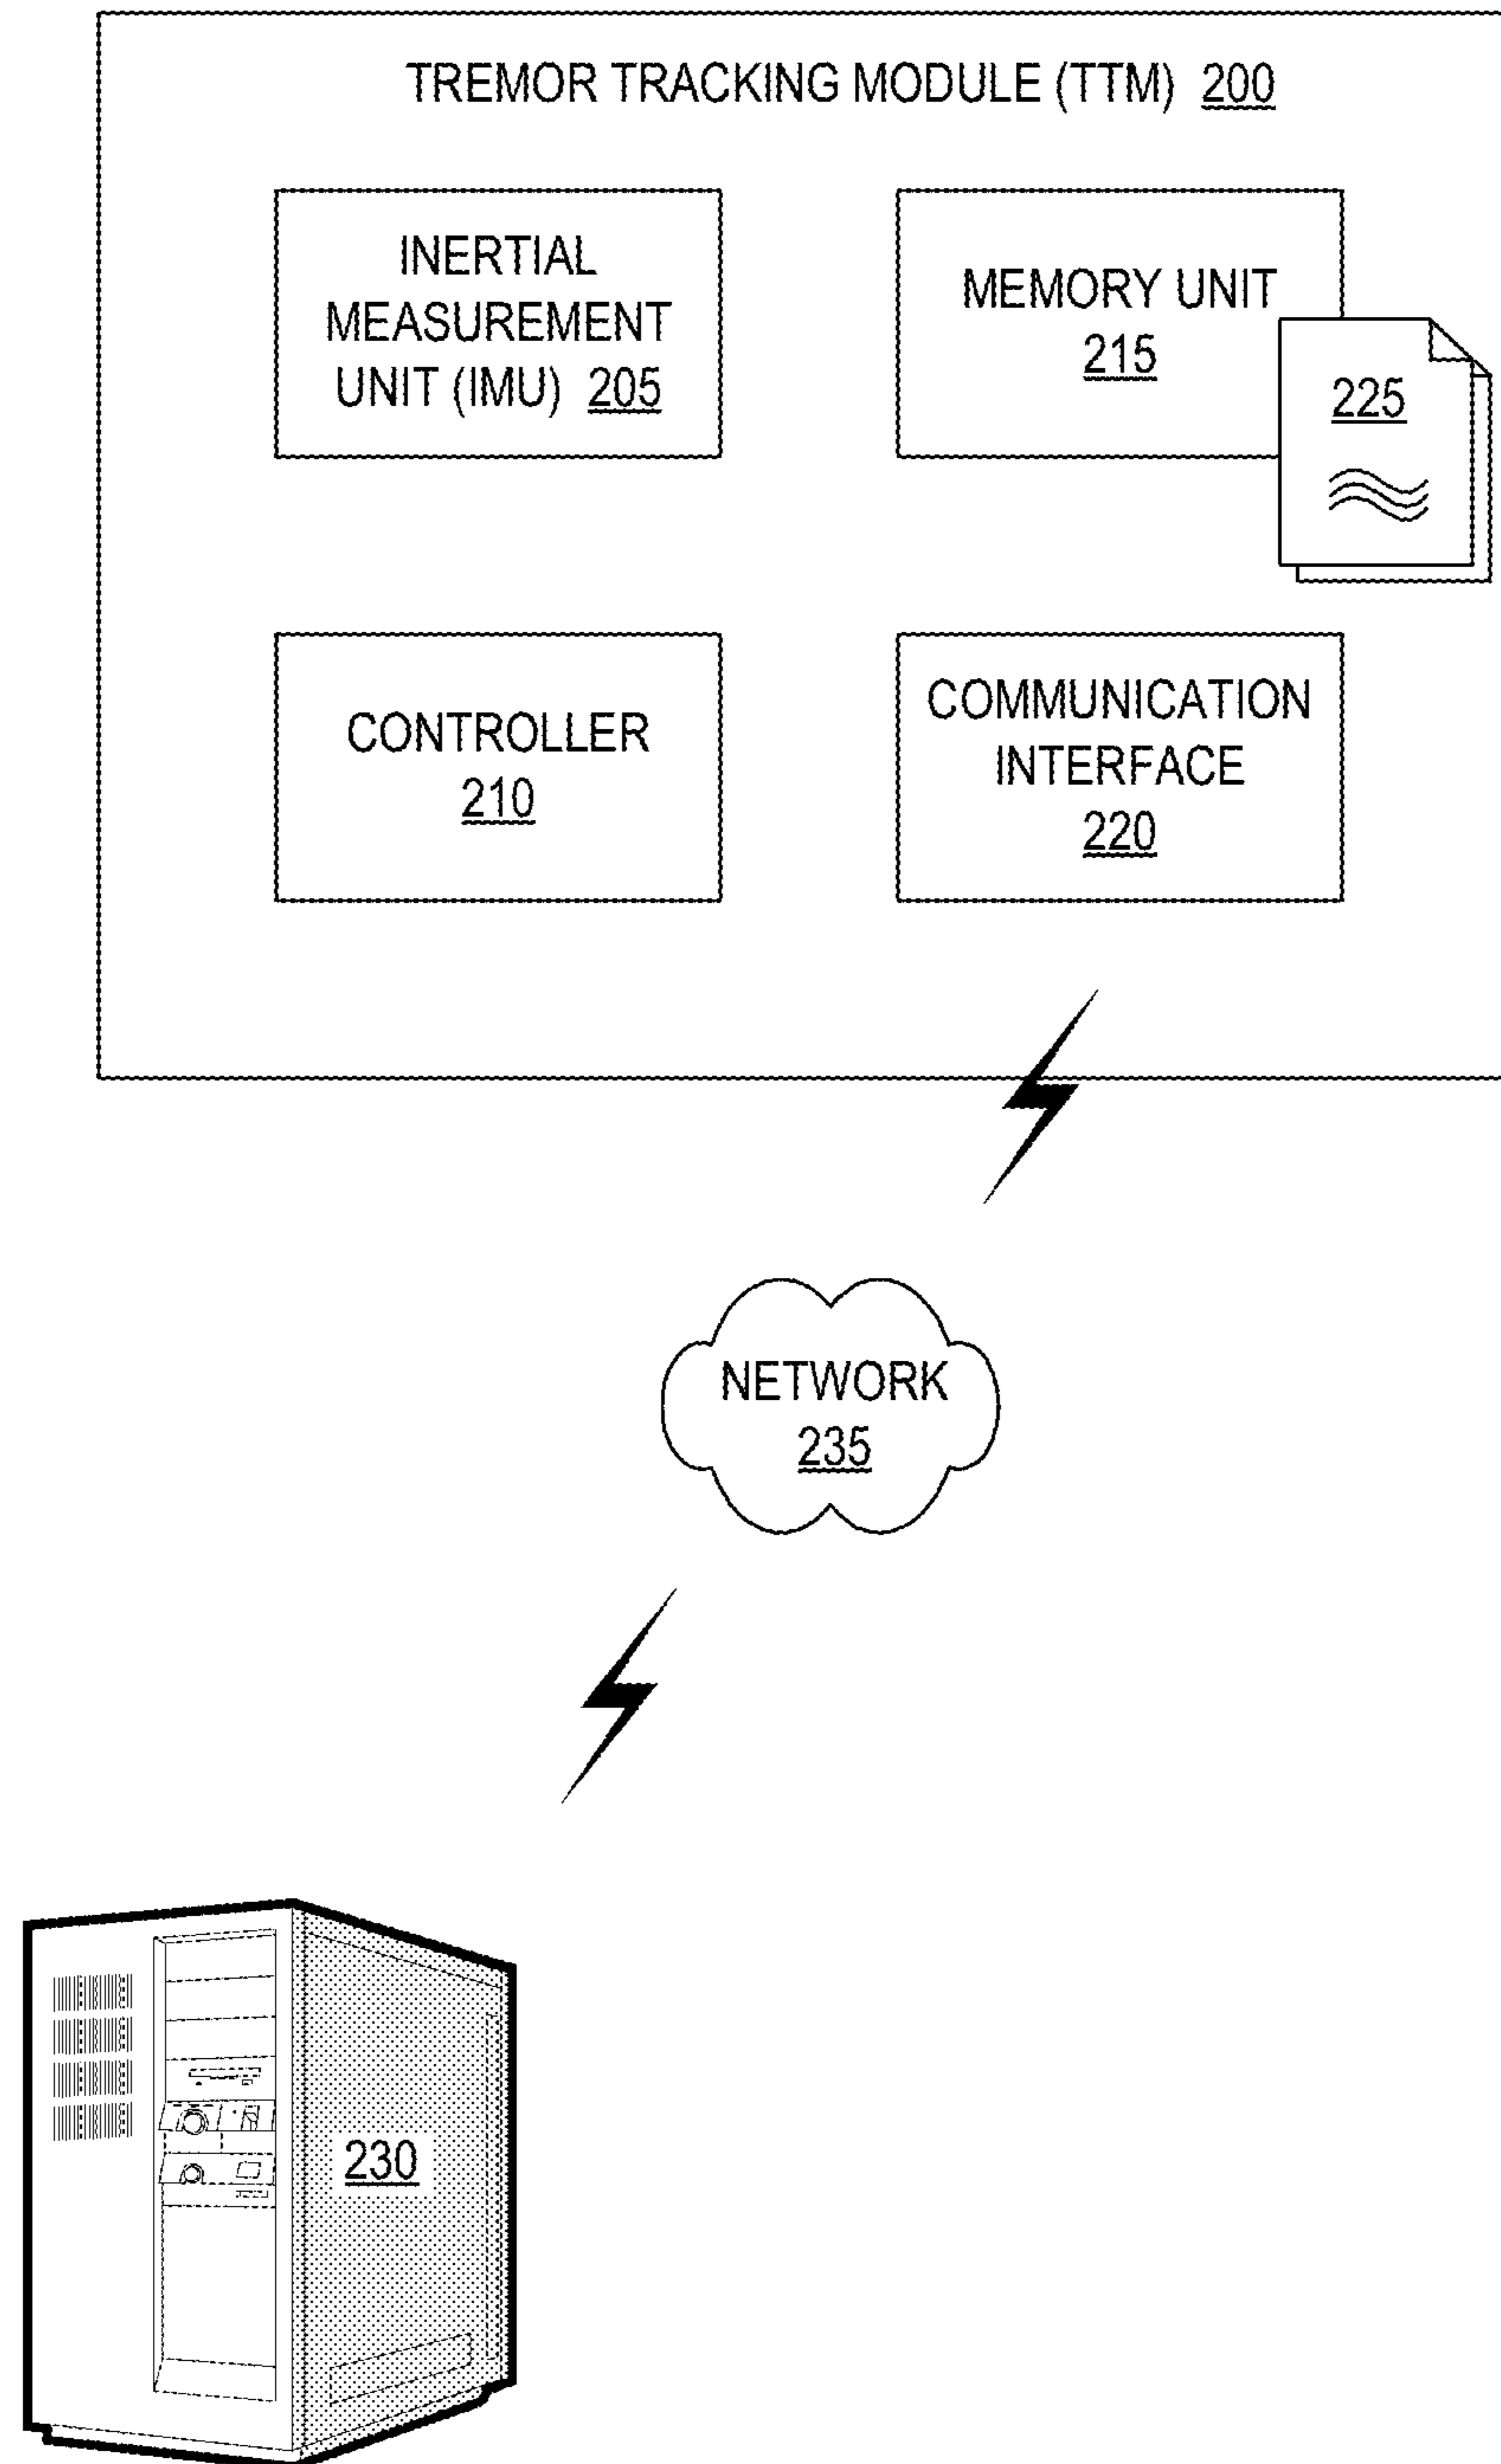 TREMOR TRACKING MODULE (TTM) 200
INERTIAL
MEASUREMENT
UNIT (IMU) 205
MEMORY UNIT
215
225
CONTROLLER
210
COMMUNICATION
INTERFACE
220
NETWORK
235
230